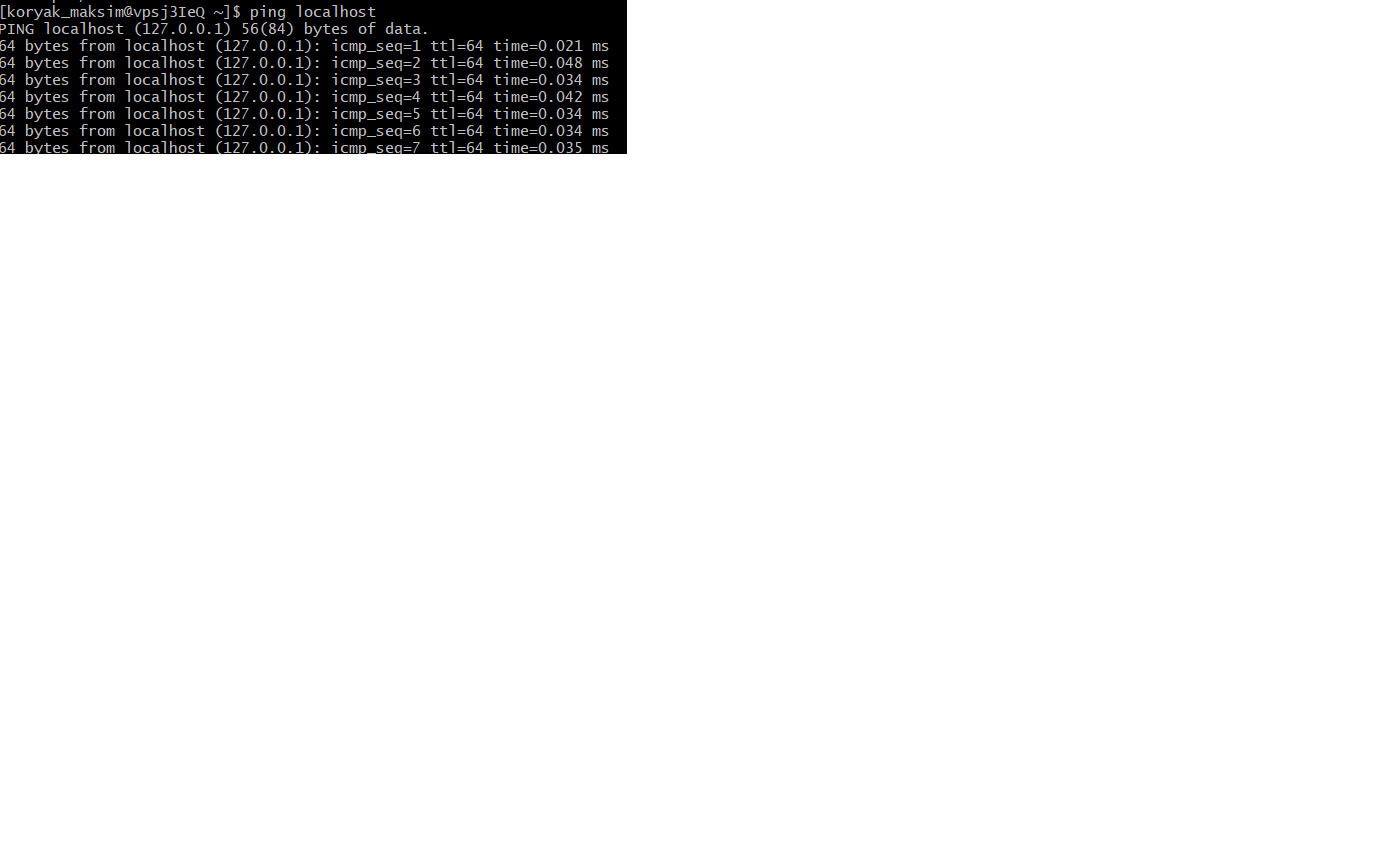 [koryak_maksim@vpsj3IeQ ~]$ ping localhost
PING localhost (127.0.0.1) 56(84) bytes of data.
64 bytes from localhost (127.0.0.1): icmp_seq=1 ttl=64 time=0.021 ms
64 bytes from localhost (127.0.0.1): icmp_seq=2 ttl=64 time=0.048 ms
64 bytes from localhost (127.0.0.1): icmp_seq=3 ttl=64 time=0.034 ms
64 bytes from localhost (127.0.0.1): icmp_seq=4 ttl=64 time=0.042 ms
64 bytes from localhost (127.0.0.1): icmp_seq=5 ttl=64 time=0.034 ms
64 bytes from localhost (127.0.0.1): icmp_seq=6 ttl=64 time=0.034 ms
64 bytes from localhost (127.0.0.1): icmp_seq=7 ttl=64 time=0.035 ms